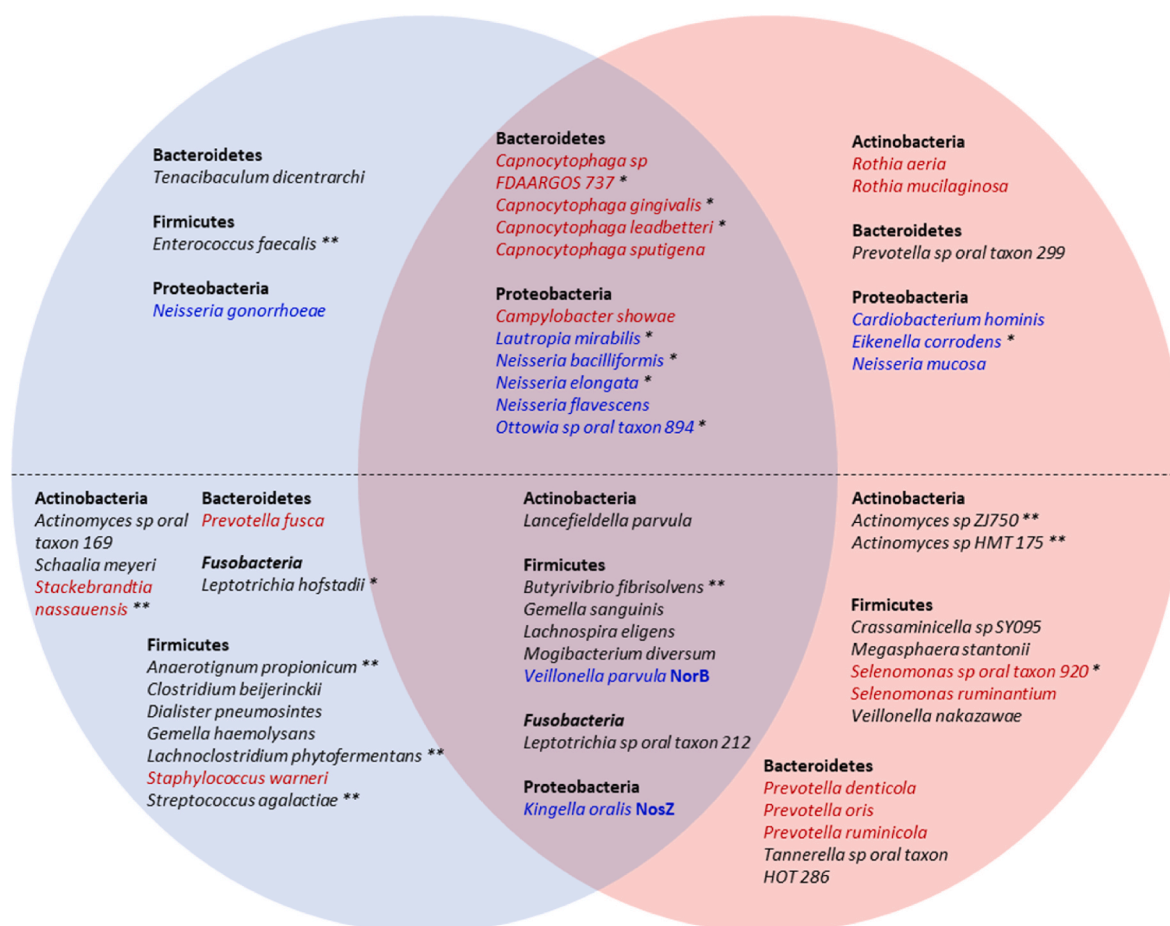 Bacteroidetes
Tenacibaculum dicentrarchi
Firmicutes
Enterococcus faecalis **
Proteobacteria
Neisseria gonorrhoeae
Bacteroidetes
Capnocytophaga sp
FDAARGOS 737 *
Capnocytophaga gingivalis *
Capnocytophaga leadbetteri *
Capnocytophaga sputigena
Proteobacteria
Campylobacter showae
Lautropia mirabilis *
Neisseria bacilliformis *
Neisseria elongata *
Neisseria flavescens
Ottowia sp oral taxon 894 *
Actinobacteria
Rothia aeria
Rothia mucilaginosa
Bacteroidetes
Prevotella sp oral taxon 299
Proteobacteria
Cardiobacterium hominis
Eikenella corrodens *
Neisseria mucosa
Actinobacteria
Actinomyces sp oral
taxon 169
Schaalia meyeri
Stackebrandtia
nassauensis **
Bacteroidetes
Prevotella fusca
Fusobacteria
Leptotrichia hofstadii *
Firmicutes
Anaerotignum propionicum **
Clostridium beijerinckii
Dialister pneumosintes
Gemella haemolysans
Lachnoclostridium phytofermentans **
Staphylococcus warneri
Streptococcus agalactiae **
Actinobacteria
Lancefieldella parvula
Firmicutes
Butyrivibrio fibrisolvens **
Gemella sanguinis
Lachnospira eligens
Mogibacterium diversum
Veillonella parvula NorB
Fusobacteria
Leptotrichia sp oral taxon 212
Proteobacteria
Kingella oralis NosZ
Actinobacteria
Actinomyces sp ZJ750 **
Actinomyces sp HMT 175 **
Firmicutes
Crassaminicella sp SY095
Megasphaera stantonii
Selenomonas sp oral taxon 920 *
Selenomonas ruminantium
Veillonella nakazawae
Bacteroidetes
Prevotella denticola
Prevotella oris
Prevotella ruminicola
Tannerella sp oral taxon
HOT 286